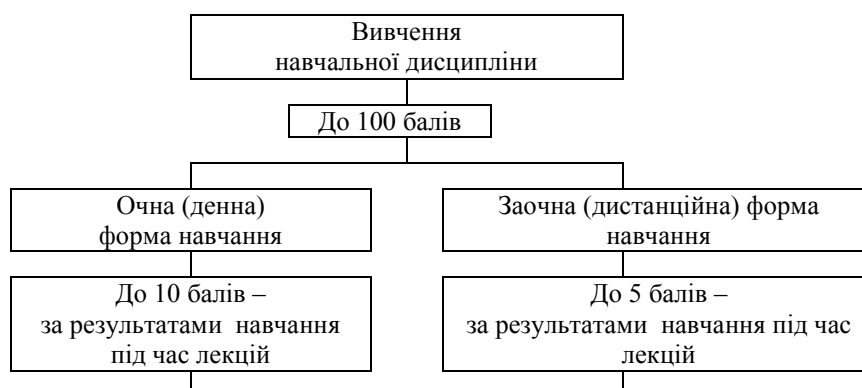 Вивчення
навчальної дисципліни
До 100 балів
Очна (денна)
форма навчання
Заочна (дистанційна) форма
навчання
До 10 балів –
за результатами навчання
під час лекцій
До 5 балів –
за результатами навчання під час
лекцій